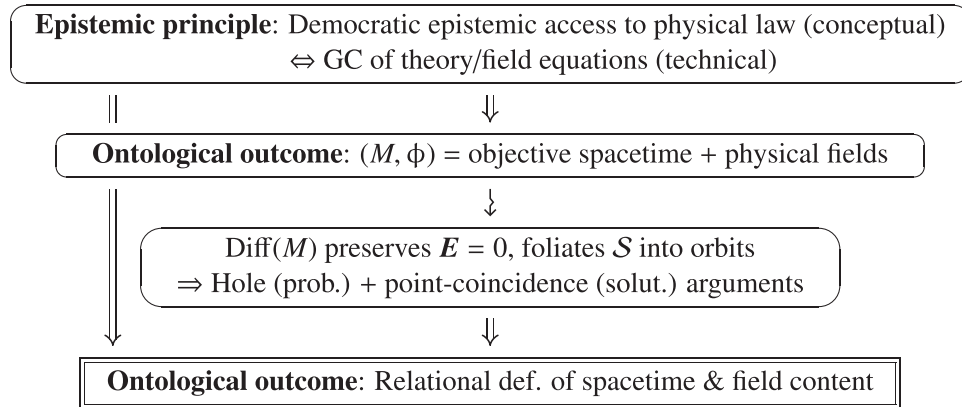 Epistemic principle: Democratic epistemic access to physical law (conceptual)
⇔ GC of theory/field equations (technical)
Ontological outcome: (M, ϕ) = objective spacetime + physical fields
Diff(M) preserves E = 0, foliates S into orbits
⇒ Hole (prob.) + point-coincidence (solut.) arguments
Ontological outcome: Relational def. of spacetime & field content